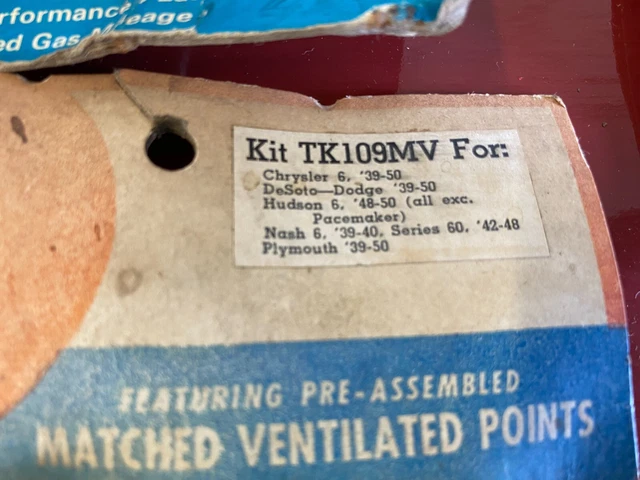 erformance
ed Gas Mileage
Kit TK109MV For:
Chrysler 6, '39-50
DeSoto—Dodge '39-50
Hudson 6, '48-50 (all exc.
Pacemaker)
Nash 6, '39-40, Series 60, '42-48
Plymouth '39-50
FEATURING PRE-ASSEMBLED
MATCHED VENTILATED POINTS